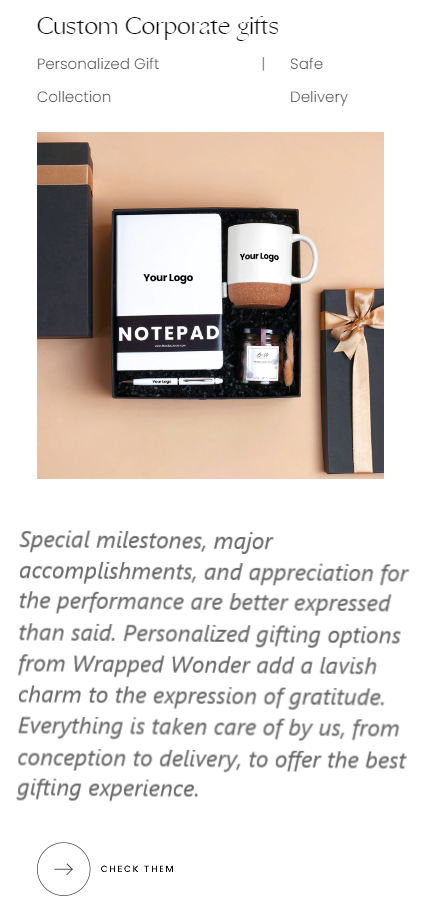 Custom Corporate gifts
Personalized Gift | Safe
Collection Delivery
Your Logo
Your Logo
NOTEPAD
Your Logo
Special milestones, major
accomplishments, and appreciation for
the performance are better expressed
than said. Personalized gifting options
from Wrapped Wonder add a lavish
charm to the expression of gratitude.
Everything is taken care of by us, from
conception to delivery, to offer the best
gifting experience.
CHECK THEM